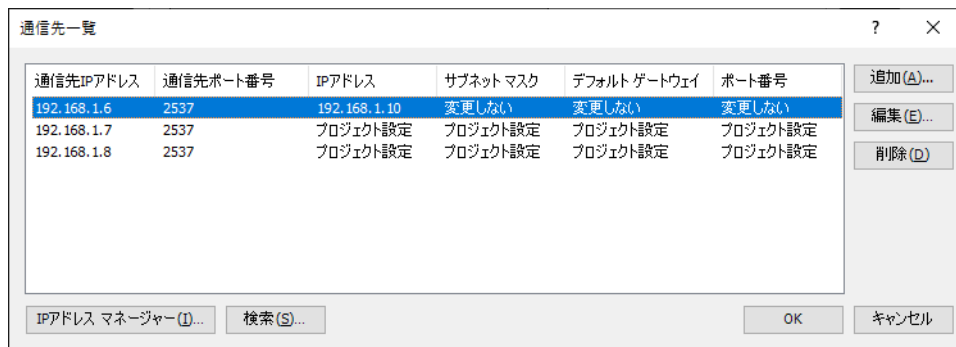 通信先一覧 ?
通信先IPアドレス 通信先ポート番号 IPアドレス サブネット マスク デフォルト ゲートウェイ ポート番号
192.168.1.6 2537 192.168.1.10 変更しない 変更しない 変更しない
192.168.1.7 2537 プロジェクト設定 プロジェクト設定 プロジェクト設定 プロジェクト設定
192.168.1.8 2537 プロジェクト設定 プロジェクト設定 プロジェクト設定 プロジェクト設定
追加(A)...
編集(E)...
削除(D)
IPアドレス マネージャー(I)... 検索(S)... OK キャンセル